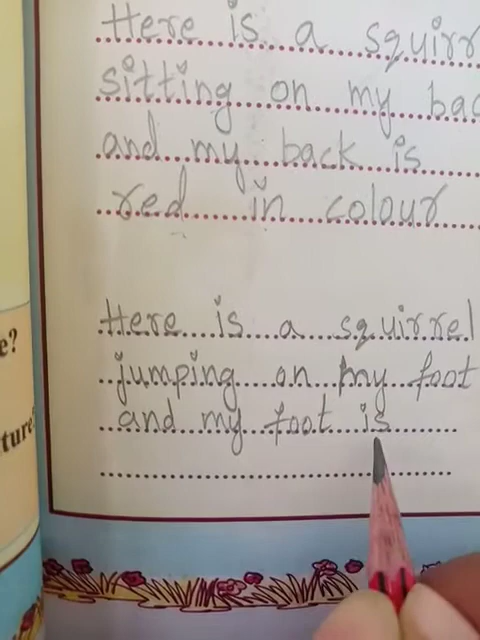 Here is a squirr
sitting on my bac
and my back is
red in colour
Here is a squirrel
jumping on my foot
and my foot is
e?
ture?